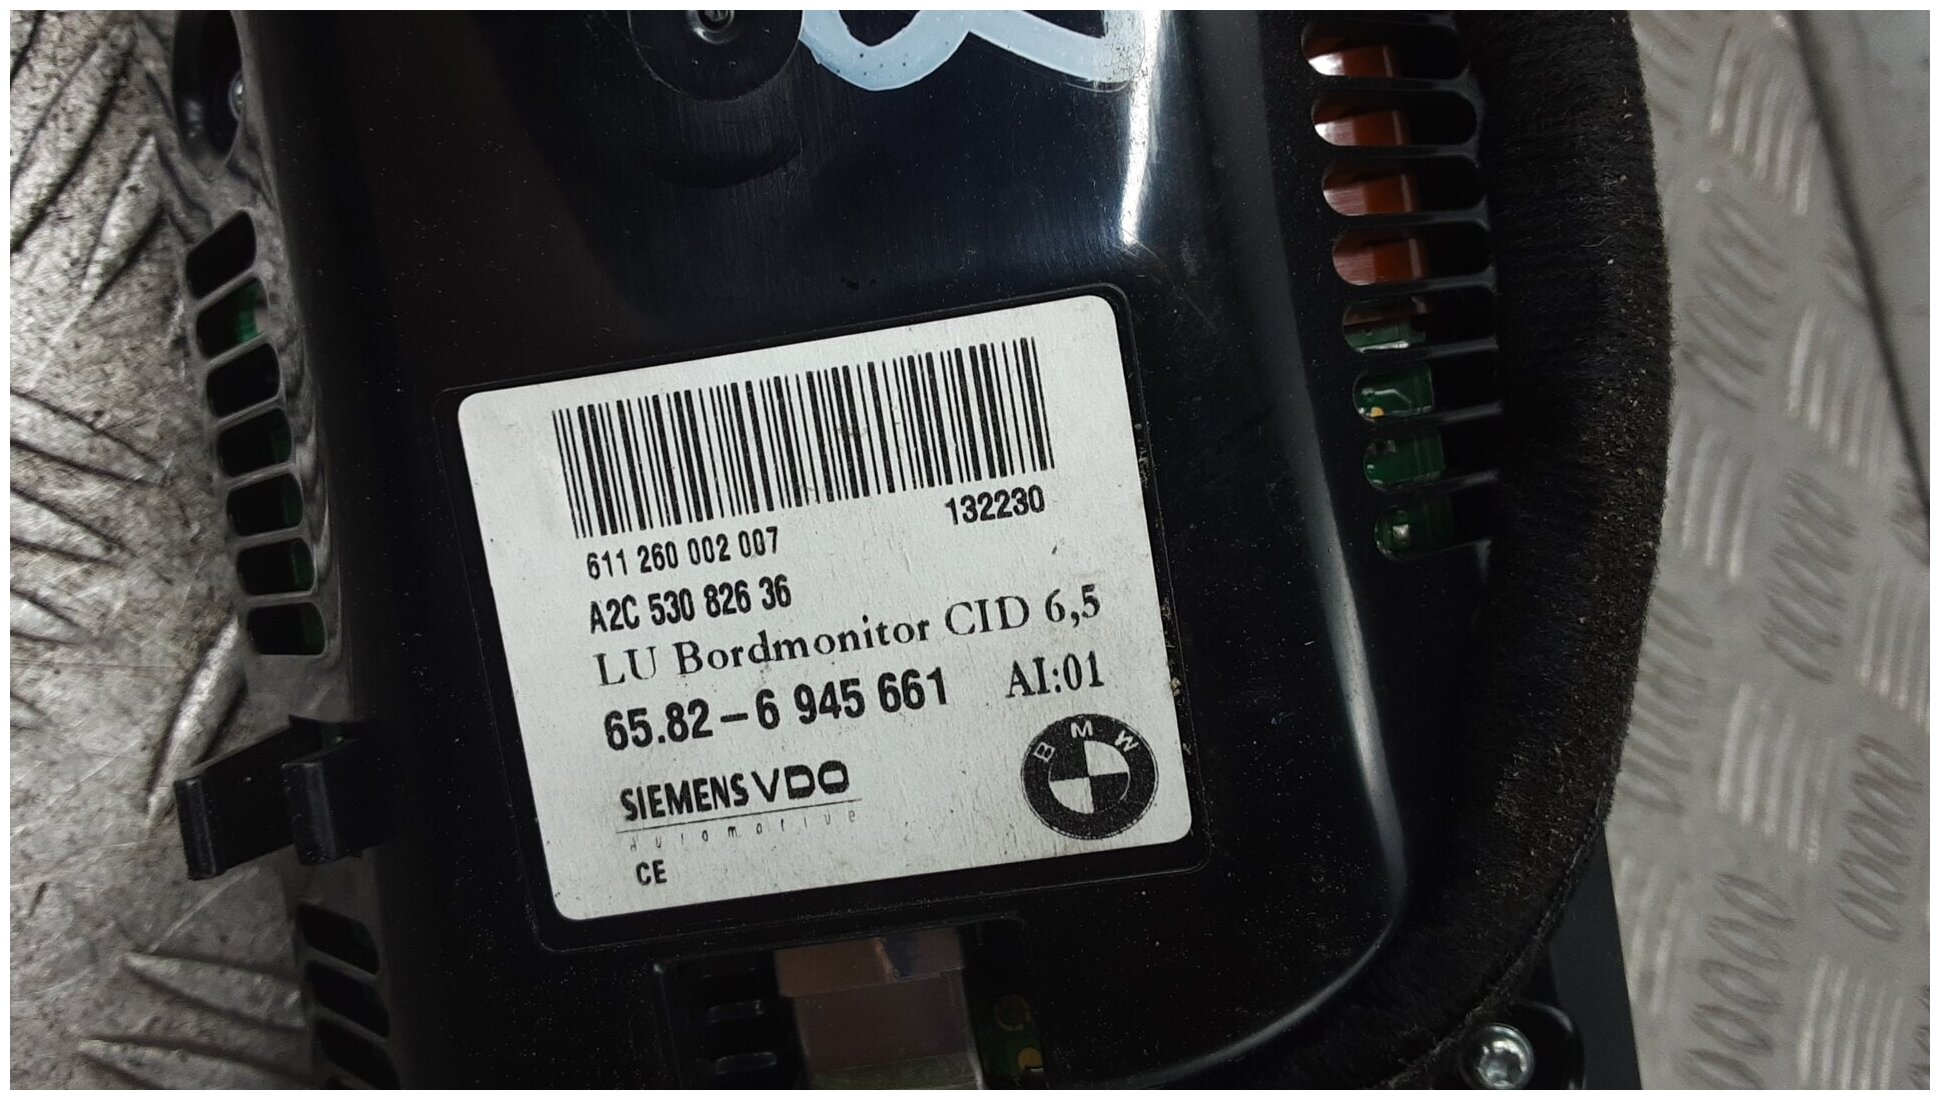 132230
611 260 002 007
A2C 530 826 36
LU Bordmonitor CID 6,5
65.82-6 945 661 AI:01
BMW
SIEMENS VDO
Automotive
CE